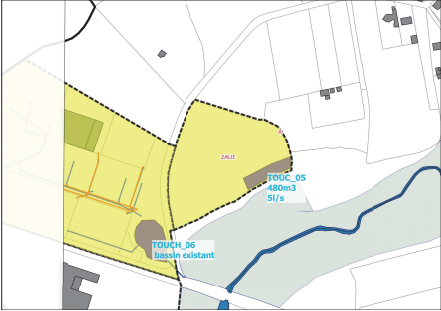 2AUE
TOUC_05
480m3
5l/s
TOUCH_06
bassin existant